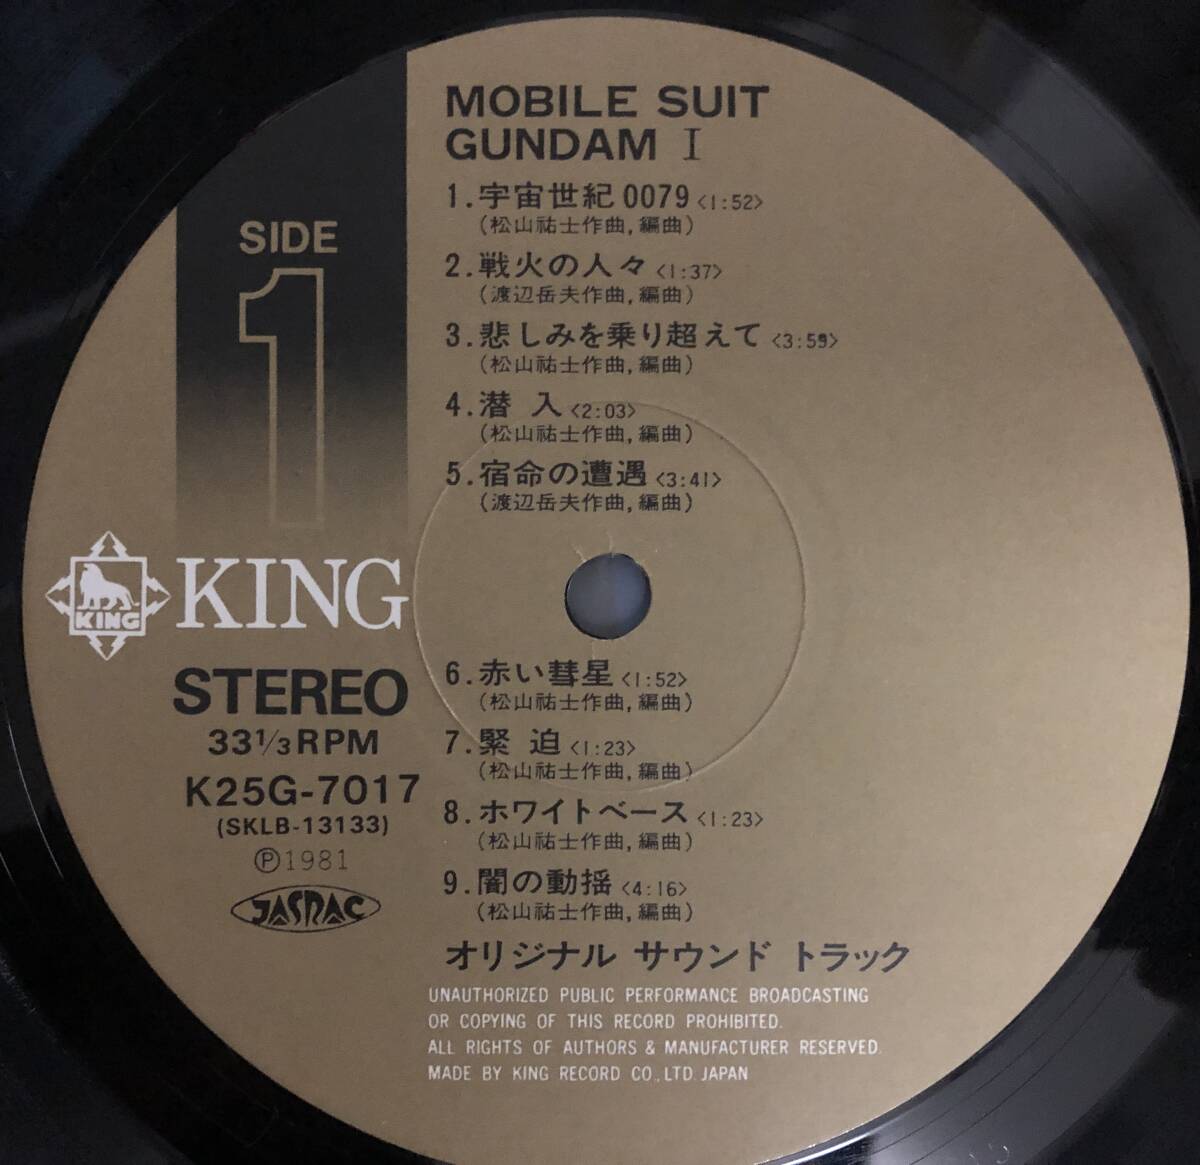 MOBILE SUIT
GUNDAM I
1.宇宙世紀0079<1:52>
(松山祐士作曲,編曲)
2.戦火の人々<1:37>
(渡辺岳夫作曲,編曲)
3.悲しみを乗り超えて<3:59>
(松山祐士作曲,編曲)
4.潜 入<2:03>
(松山祐士作曲,編曲)
5.宿命の遭遇<3:41>
(渡辺岳夫作曲,編曲)
6.赤い彗星<1:52>
(松山祐士作曲,編曲)
7.緊 迫<1:23>
(松山祐士作曲,編曲)
8.ホワイトベース<1:23>
(松山祐士作曲,編曲)
9.闇の動揺<4:16>
(松山祐士作曲,編曲)
オリジナル サウンド トラック
UNAUTHORIZED PUBLIC PERFORMANCE BROADCASTING
OR COPYING OF THIS RECORD PROHIBITED.
ALL RIGHTS OF AUTHORS & MANUFACTURER RESERVED.
MADE BY KING RECORD CO., LTD. JAPAN
SIDE
1
KING
KING
STEREO
33 1/3 RPM
K25G-7017
(SKLB-13133)
Ⓟ1981
JASRAC